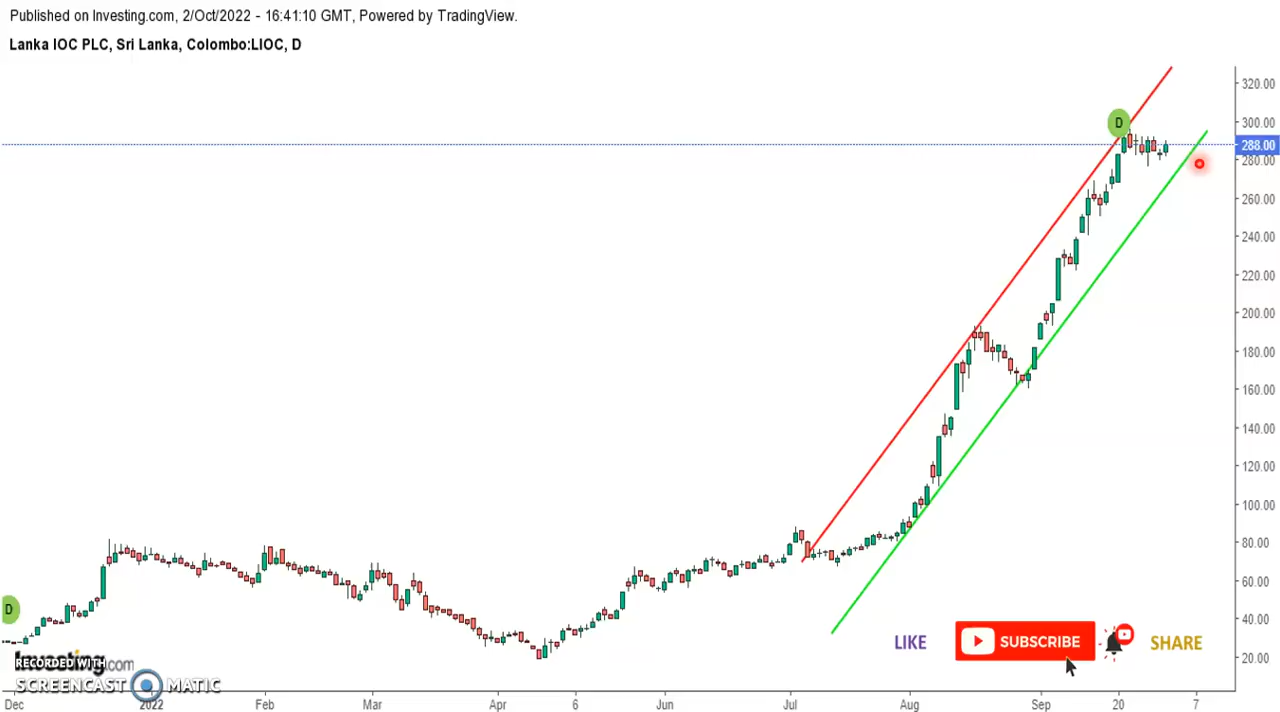 Published on Investing.com, 2/Oct/2022 - 16:41:10 GMT, Powered by TradingView.
Lanka IOC PLC, Sri Lanka, Colombo:LIOC, D
320.00
D
300.00
288.00
280.00
260.00
240.00
220.00
200.00
180.00
160.00
140.00
120.00
100.00
80.00
60.00
D
40.00
LIKE
SUBSCRIBE
SHARE
20.00
Investing.com
RECORDED WITH
SCREENCAST MATIC
Dec 2022 Feb Mar Apr 6 Jun Jul Aug Sep 20 7